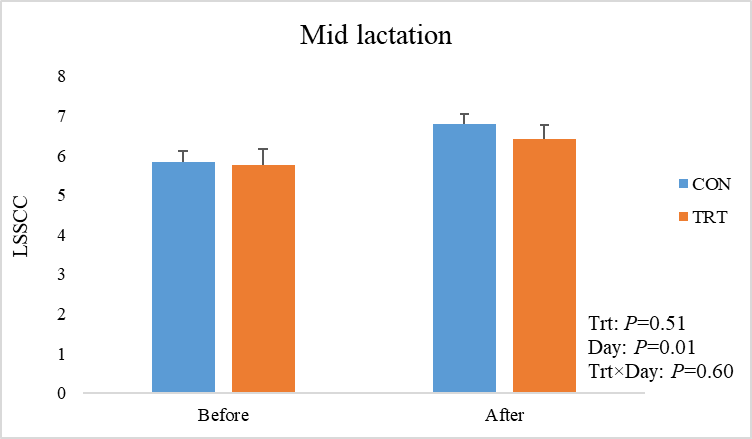 Mid lactation
8
7
6
5
4
3
2
1
0
LSSCC
Before
After
CON
TRT
Trt: P=0.51
Day: P=0.01
Trt×Day: P=0.60